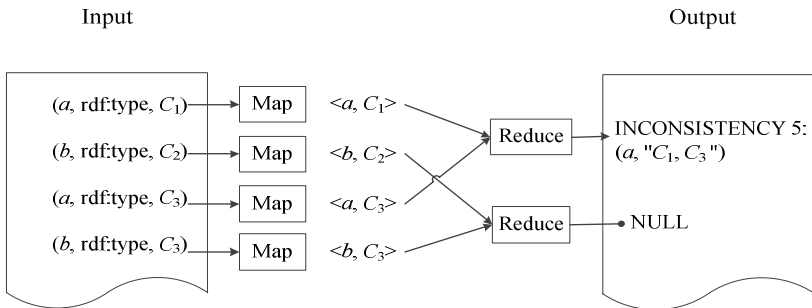 Input
Output
(a, rdf:type, C1) Map <a, C1>
(b, rdf:type, C2) Map <b, C2>
(a, rdf:type, C3) Map <a, C3>
(b, rdf:type, C3) Map <b, C3>
Reduce
Reduce
INCONSISTENCY 5:
(a, "C1, C3")
NULL